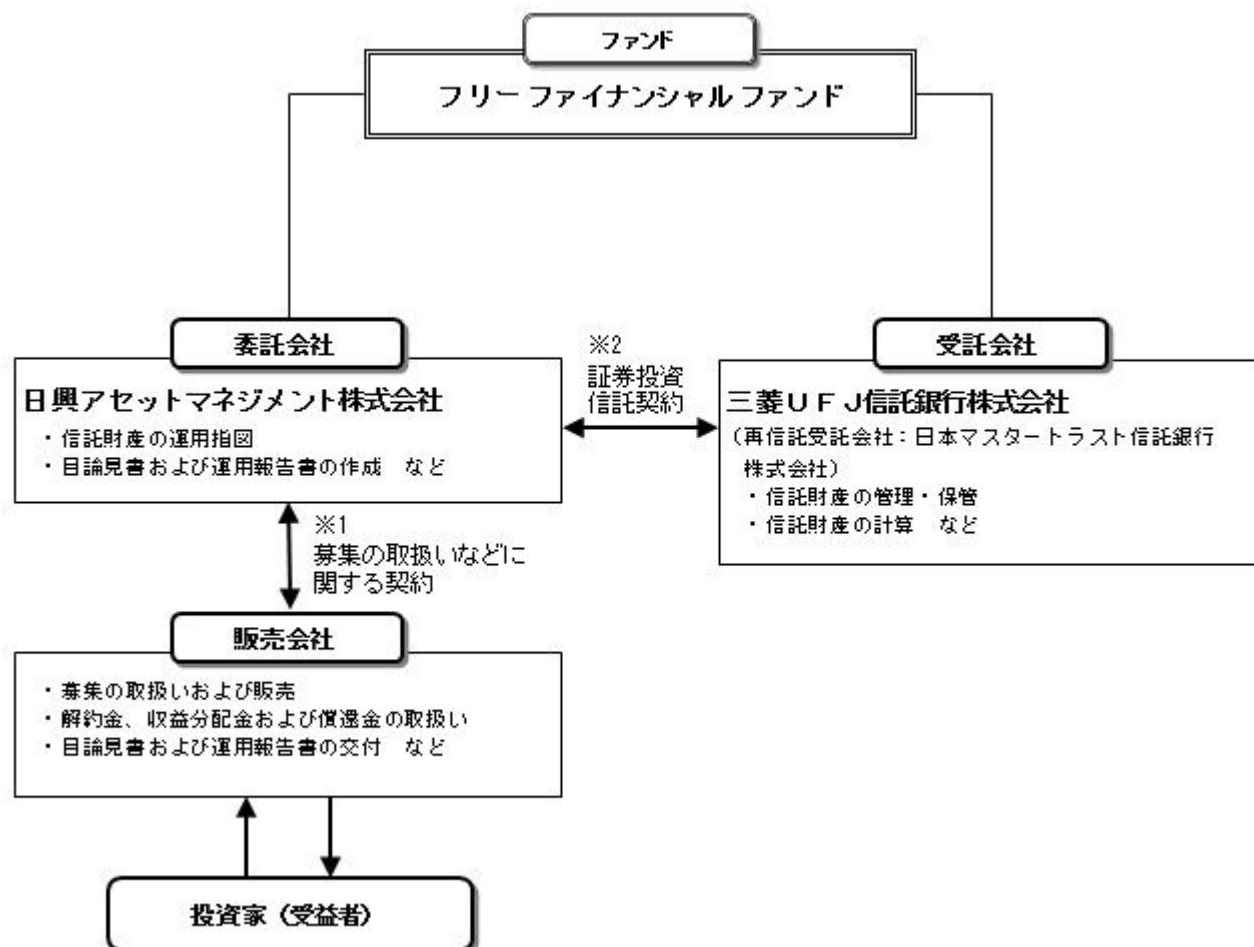 ファンド
フリー ファイナンシャル ファンド
委託会社
日興アセットマネジメント株式会社
・信託財産の運用指図
・目論見書および運用報告書の作成 など
※2
証券投資
信託契約
受託会社
三菱UFJ信託銀行株式会社
(再信託受託会社:日本マスタートラスト信託銀行
株式会社)
・信託財産の管理・保管
・信託財産の計算 など
※1
募集の取扱いなどに
関する契約
販売会社
・募集の取扱いおよび販売
・解約金、収益分配金および償還金の取扱い
・目論見書および運用報告書の交付 など
投資家(受益者)